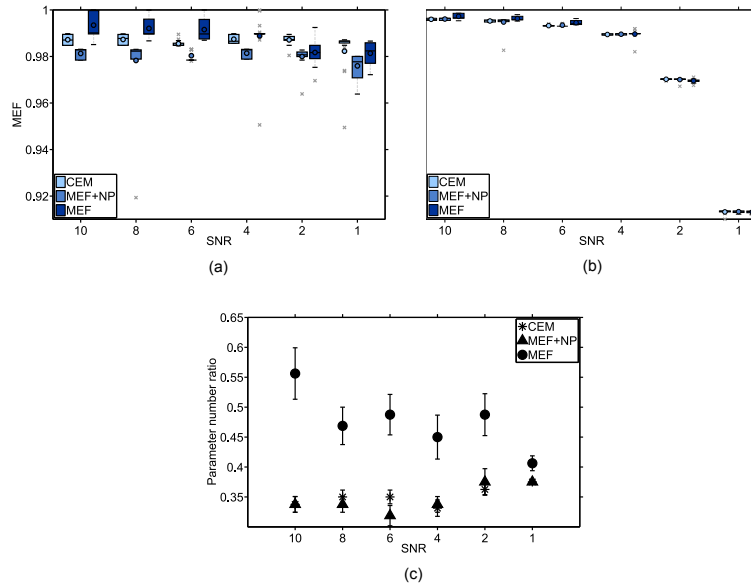 1
0.98
0.96
0.94
0.92
MEF
CEM
MEF+NP
MEF
10 8 6 4 2 1
SNR
(a)
CEM
MEF+NP
MEF
10 8 6 4 2 1
SNR
(b)
0.65
0.6
0.55
0.5
0.45
0.4
0.35
Parameter number ratio
CEM
MEF+NP
MEF
10 8 6 4 2 1
SNR
(c)